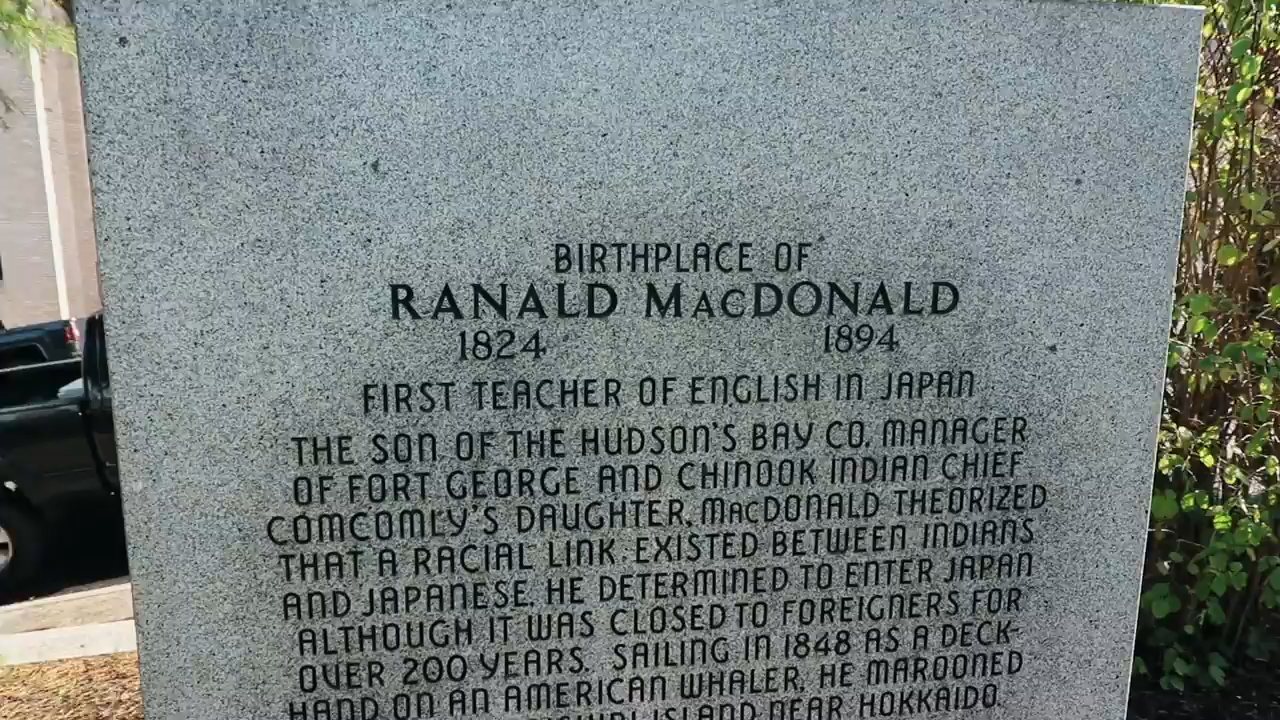 BIRTHPLACE OF
RANALD MacDONALD
1824 1894
FIRST TEACHER OF ENGLISH IN JAPAN
THE SON OF THE HUDSON'S BAY CO. MANAGER
OF FORT GEORGE AND CHINOOK INDIAN CHIEF
COMCOMLY'S DAUGHTER, MacDONALD THEORIZED
THAT A RACIAL LINK EXISTED BETWEEN INDIANS
AND JAPANESE. HE DETERMINED TO ENTER JAPAN
ALTHOUGH IT WAS CLOSED TO FOREIGNERS FOR
OVER 200 YEARS. SAILING IN 1848 AS A DECK-
HAND ON AN AMERICAN WHALER, HE MAROONED
ISLAND NEAR HOKKAIDO.